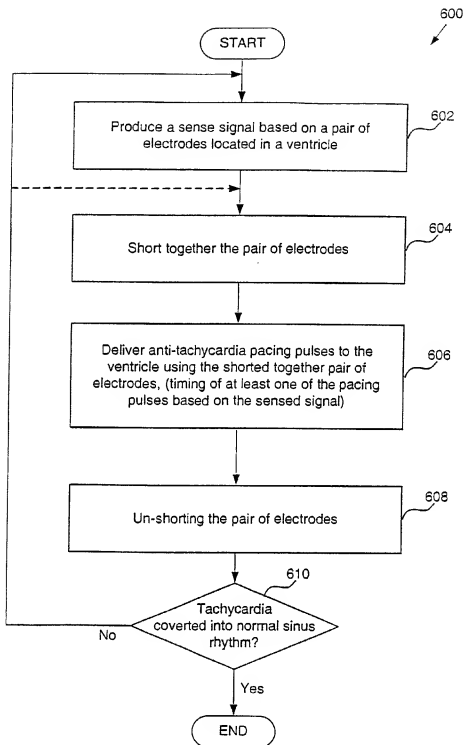 600
START
Produce a sense signal based on a pair of
electrodes located in a ventricle
602
Short together the pair of electrodes
604
Deliver anti-tachycardia pacing pulses to the
ventricle using the shorted together pair of
electrodes, (timing of at least one of the pacing
pulses based on the sensed signal)
606
Un-shorting the pair of electrodes
608
610
Tachycardia
coverted into normal sinus
rhythm?
No
Yes
END